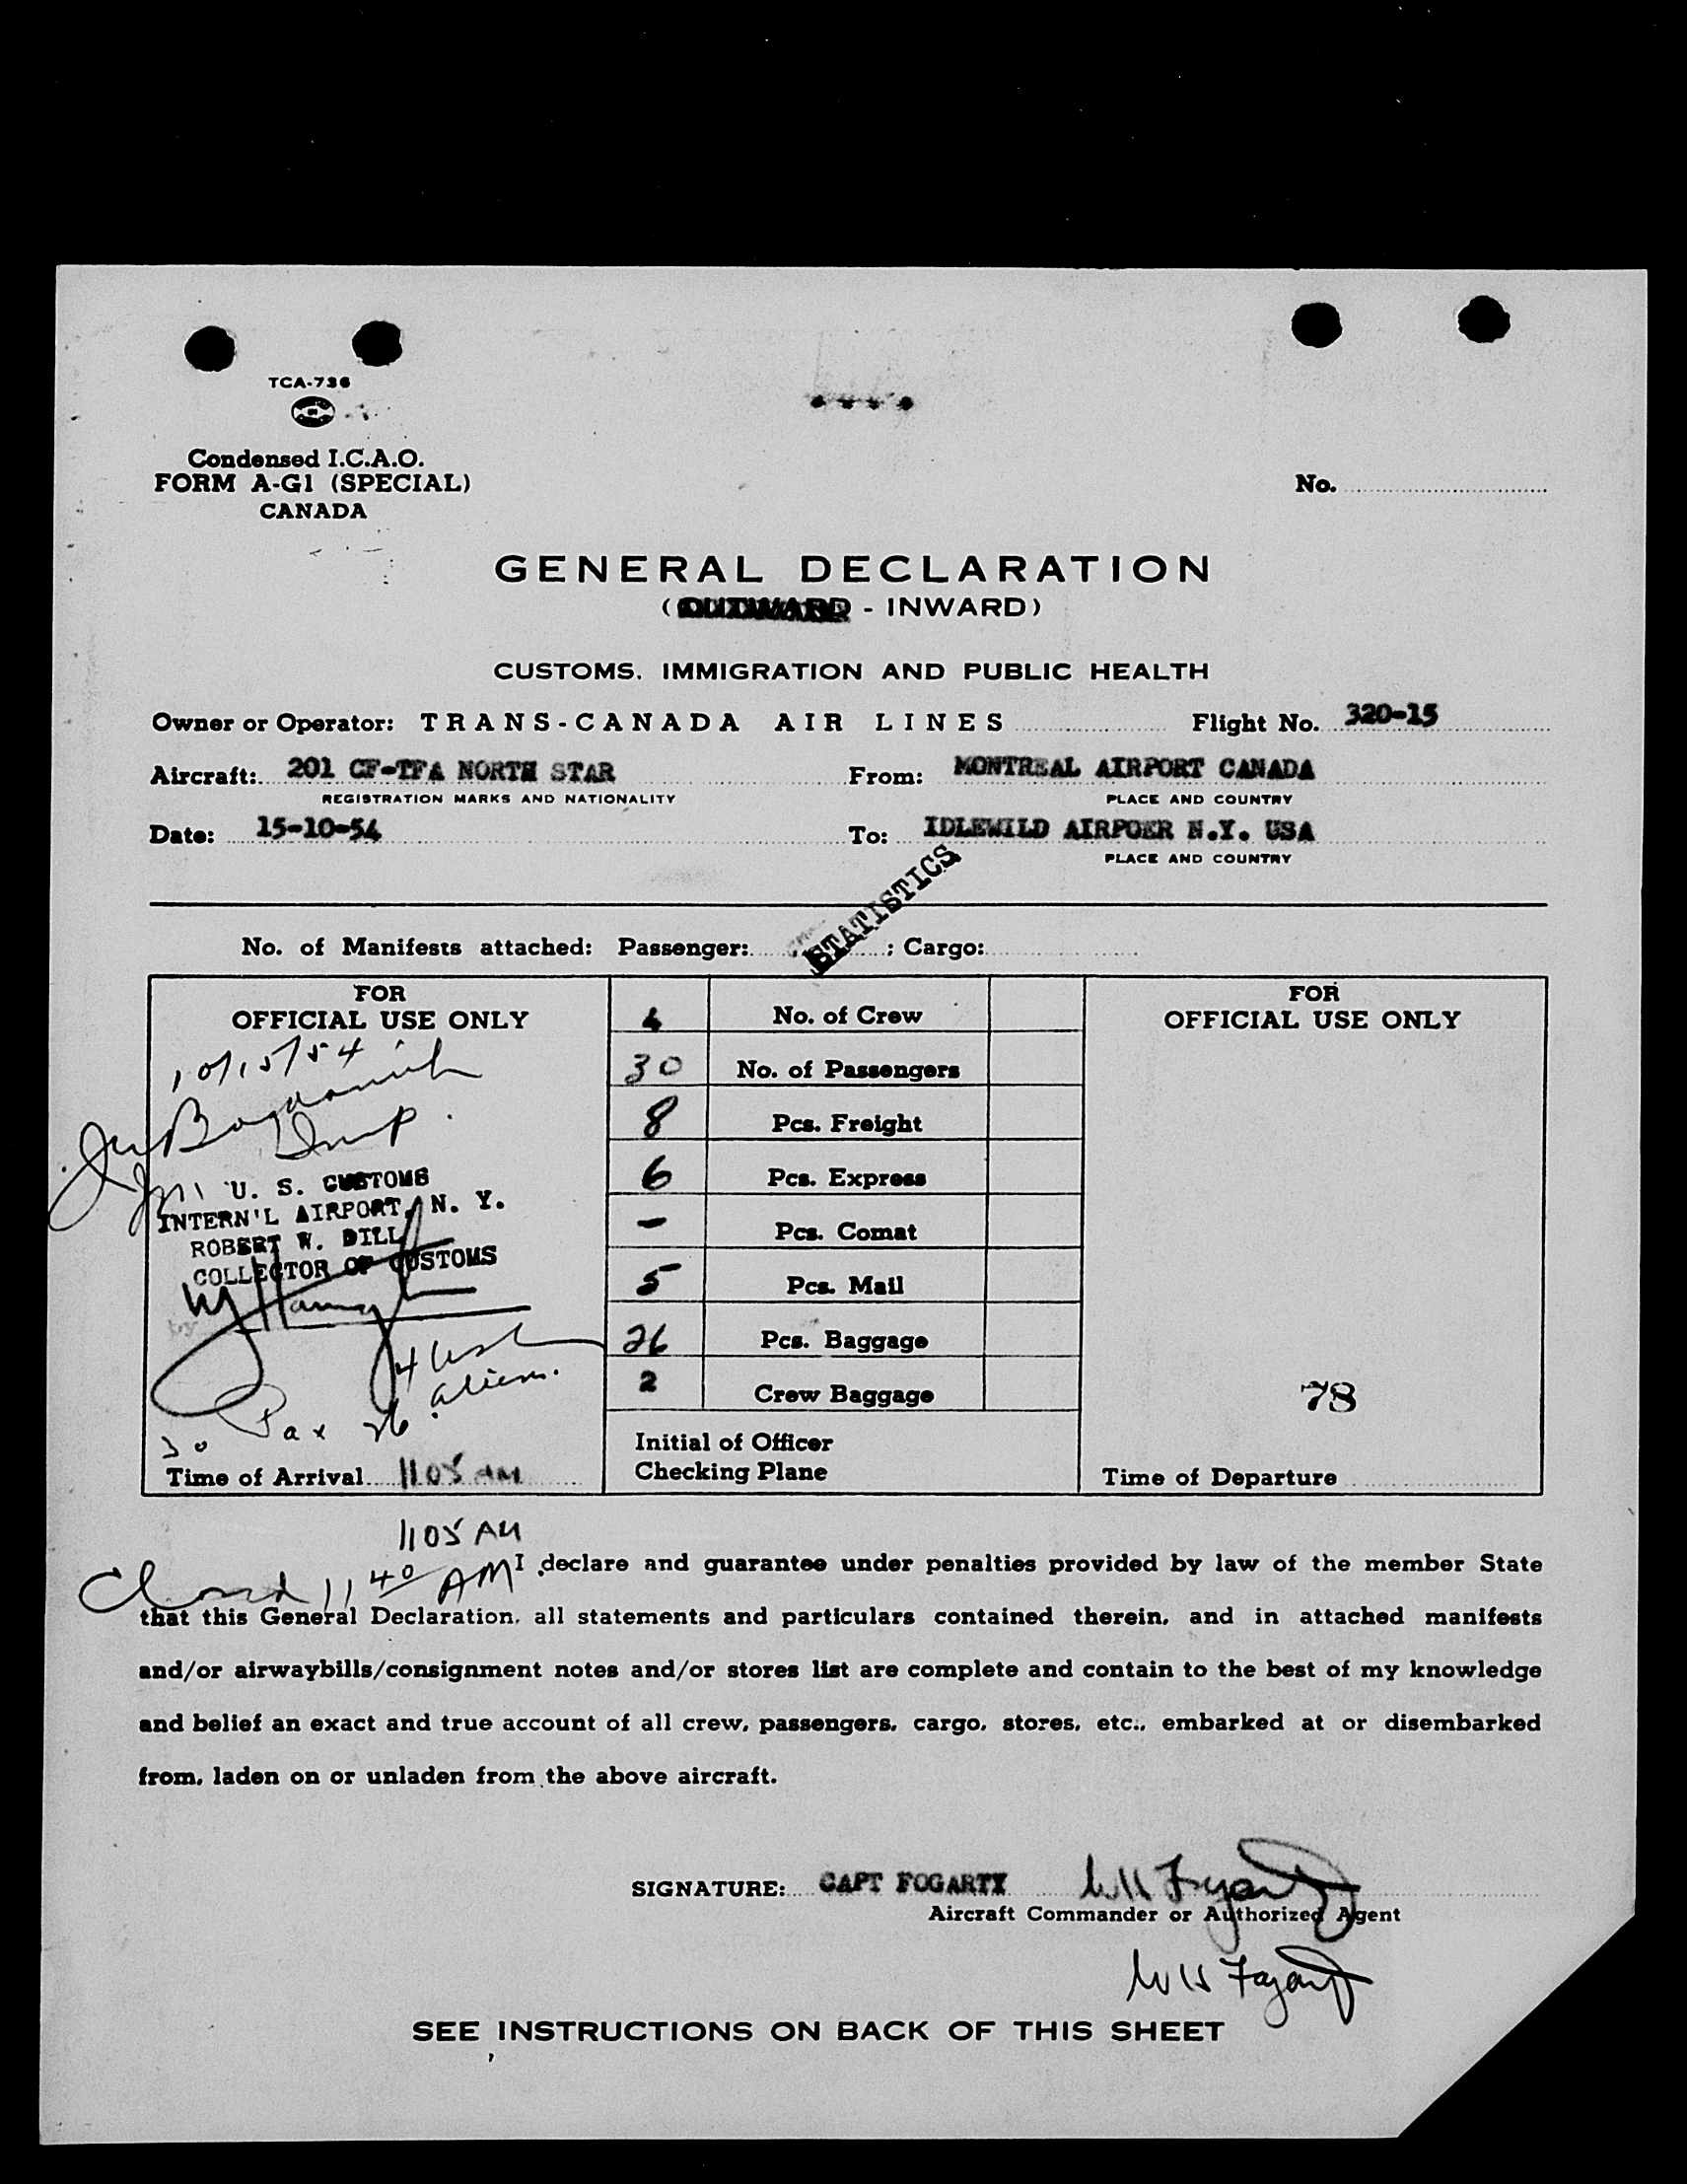 TCA-736
* * * *
Condensed I.C.A.O.
FORM A-G1 (SPECIAL)
CANADA
No.
GENERAL DECLARATION
(OUTWARD - INWARD)
CUSTOMS, IMMIGRATION AND PUBLIC HEALTH
Owner or Operator: TRANS-CANADA AIR LINES Flight No. 320-15
Aircraft: 201 CF-TFA NORTH STAR From: MONTREAL AIRPORT CANADA
REGISTRATION MARKS AND NATIONALITY PLACE AND COUNTRY
Date: 15-10-54 To: IDLEWILD AIRPOER N.Y. USA
PLACE AND COUNTRY
STATISTICS
No. of Manifests attached: Passenger: ; Cargo:
FOR
OFFICIAL USE ONLY
10/15/54
U. S. CUSTOMS
INTERN'L AIRPORT, N. Y.
ROBERT W. DILL
COLLECTOR OF CUSTOMS
by
4
26 aliens.
30 Pax
Time of Arrival 1105 AM
4 No. of Crew
30 No. of Passengers
8 Pcs. Freight
6 Pcs. Express
- Pcs. Comat
5 Pcs. Mail
26 Pcs. Baggage
2 Crew Baggage
Initial of Officer
Checking Plane
FOR
OFFICIAL USE ONLY
78
Time of Departure
1105 AM
Closed 11 40 AM
I declare and guarantee under penalties provided by law of the member State
that this General Declaration, all statements and particulars contained therein, and in attached manifests
and/or airwaybills/consignment notes and/or stores list are complete and contain to the best of my knowledge
and belief an exact and true account of all crew, passengers, cargo, stores, etc., embarked at or disembarked
from, laden on or unladen from the above aircraft.
SIGNATURE: CAPT FOGARTY
Aircraft Commander or Authorized Agent
SEE INSTRUCTIONS ON BACK OF THIS SHEET